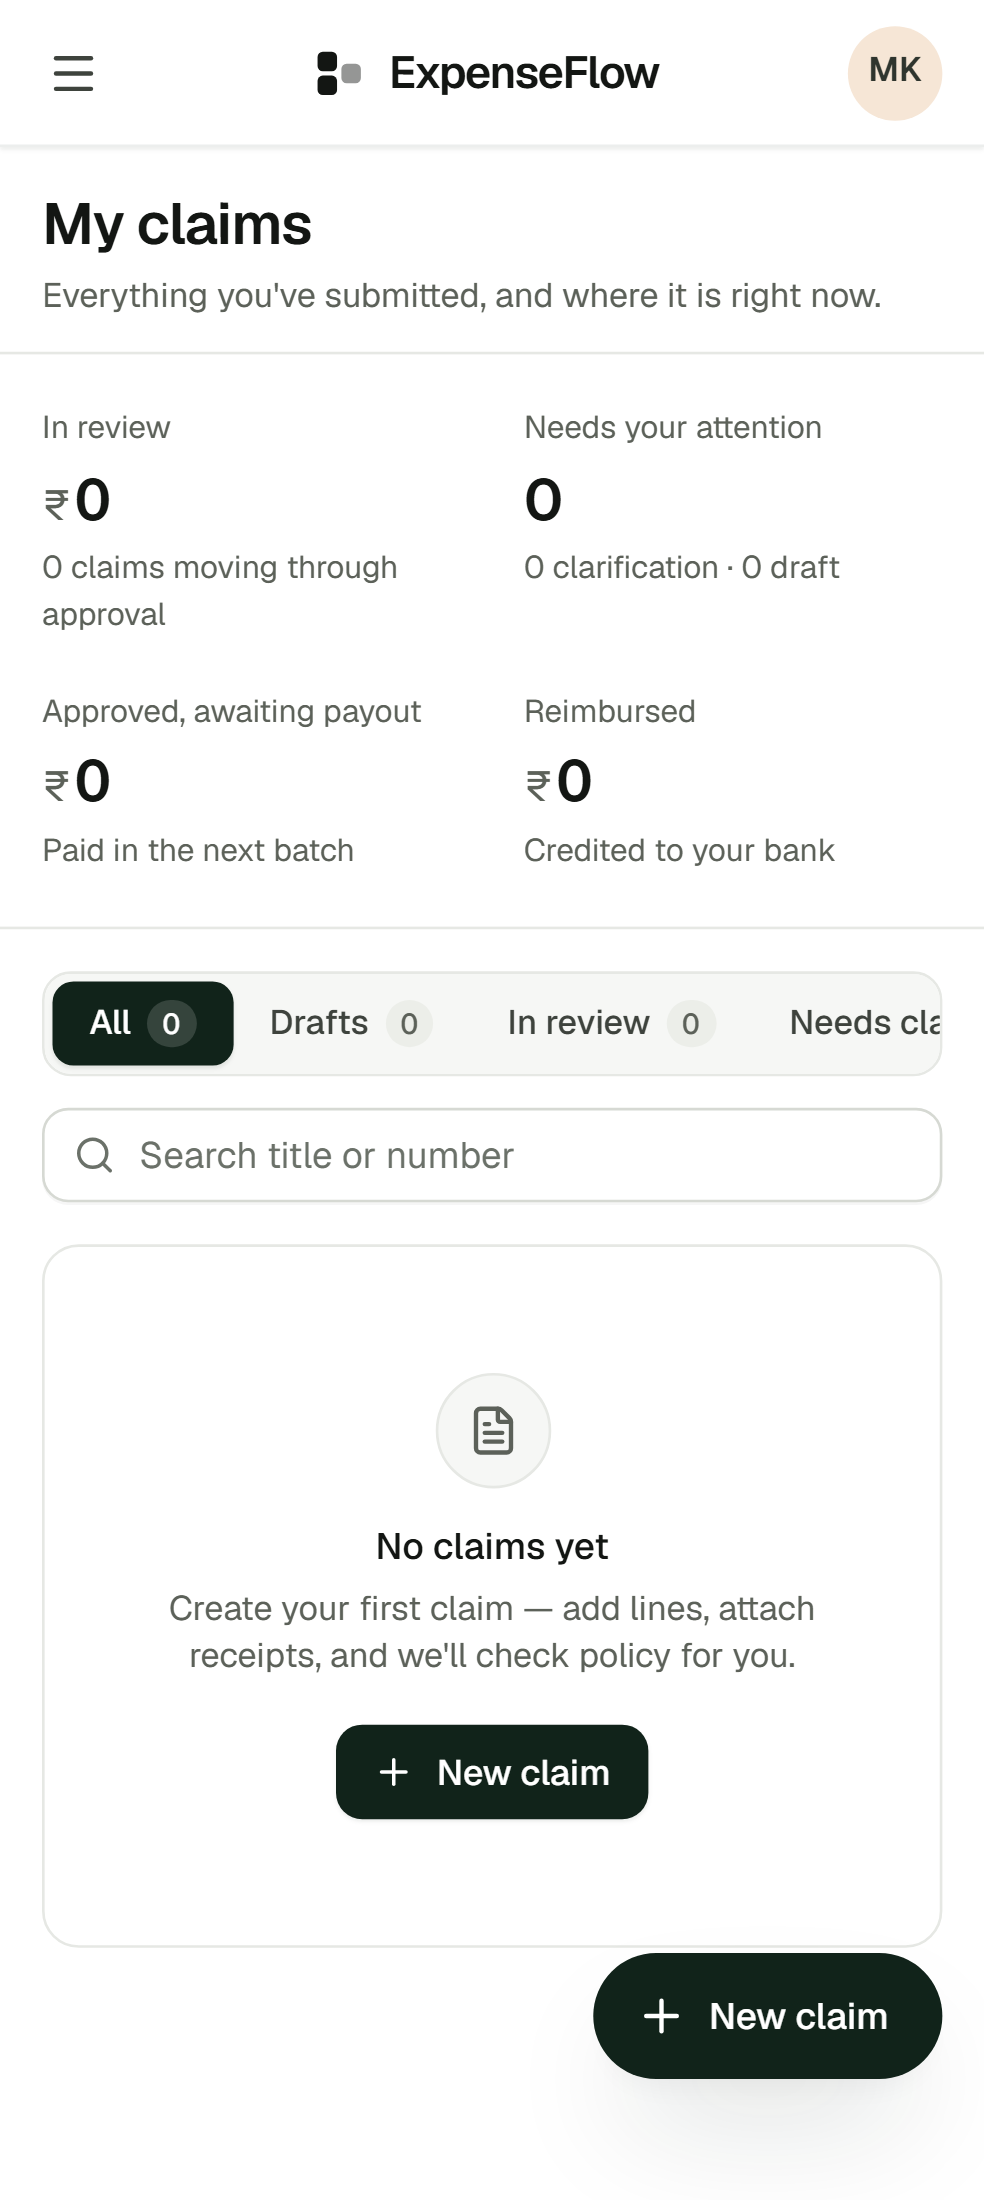 ExpenseFlow
MK
My claims
Everything you've submitted, and where it is right now.
In review
₹0
0 claims moving through
approval
Needs your attention
0
0 clarification · 0 draft
Approved, awaiting payout
₹0
Paid in the next batch
Reimbursed
₹0
Credited to your bank
All 0 Drafts 0 In review 0 Needs cla
Search title or number
No claims yet
Create your first claim — add lines, attach
receipts, and we'll check policy for you.
+ New claim
+ New claim